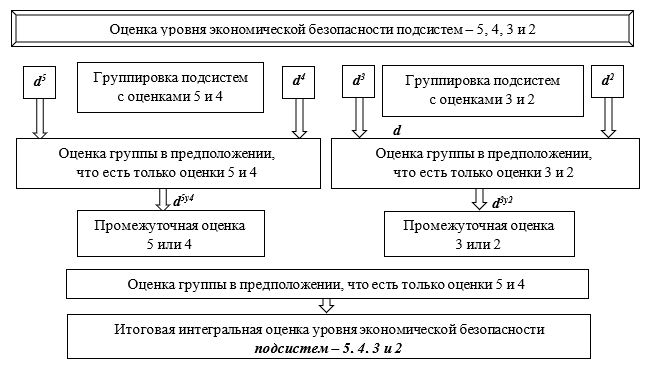 Оценка уровня экономической безопасности подсистем – 5, 4, 3 и 2
d5
Группировка подсистем
с оценками 5 и 4
d4
d3
Группировка подсистем
с оценками 3 и 2
d2
d
Оценка группы в предположении,
что есть только оценки 5 и 4
Оценка группы в предположении,
что есть только оценки 3 и 2
d5у4
d3у2
Промежуточная оценка
5 или 4
Промежуточная оценка
3 или 2
Оценка группы в предположении, что есть только оценки 5 и 4
Итоговая интегральная оценка уровня экономической безопасности
подсистем – 5. 4. 3 и 2